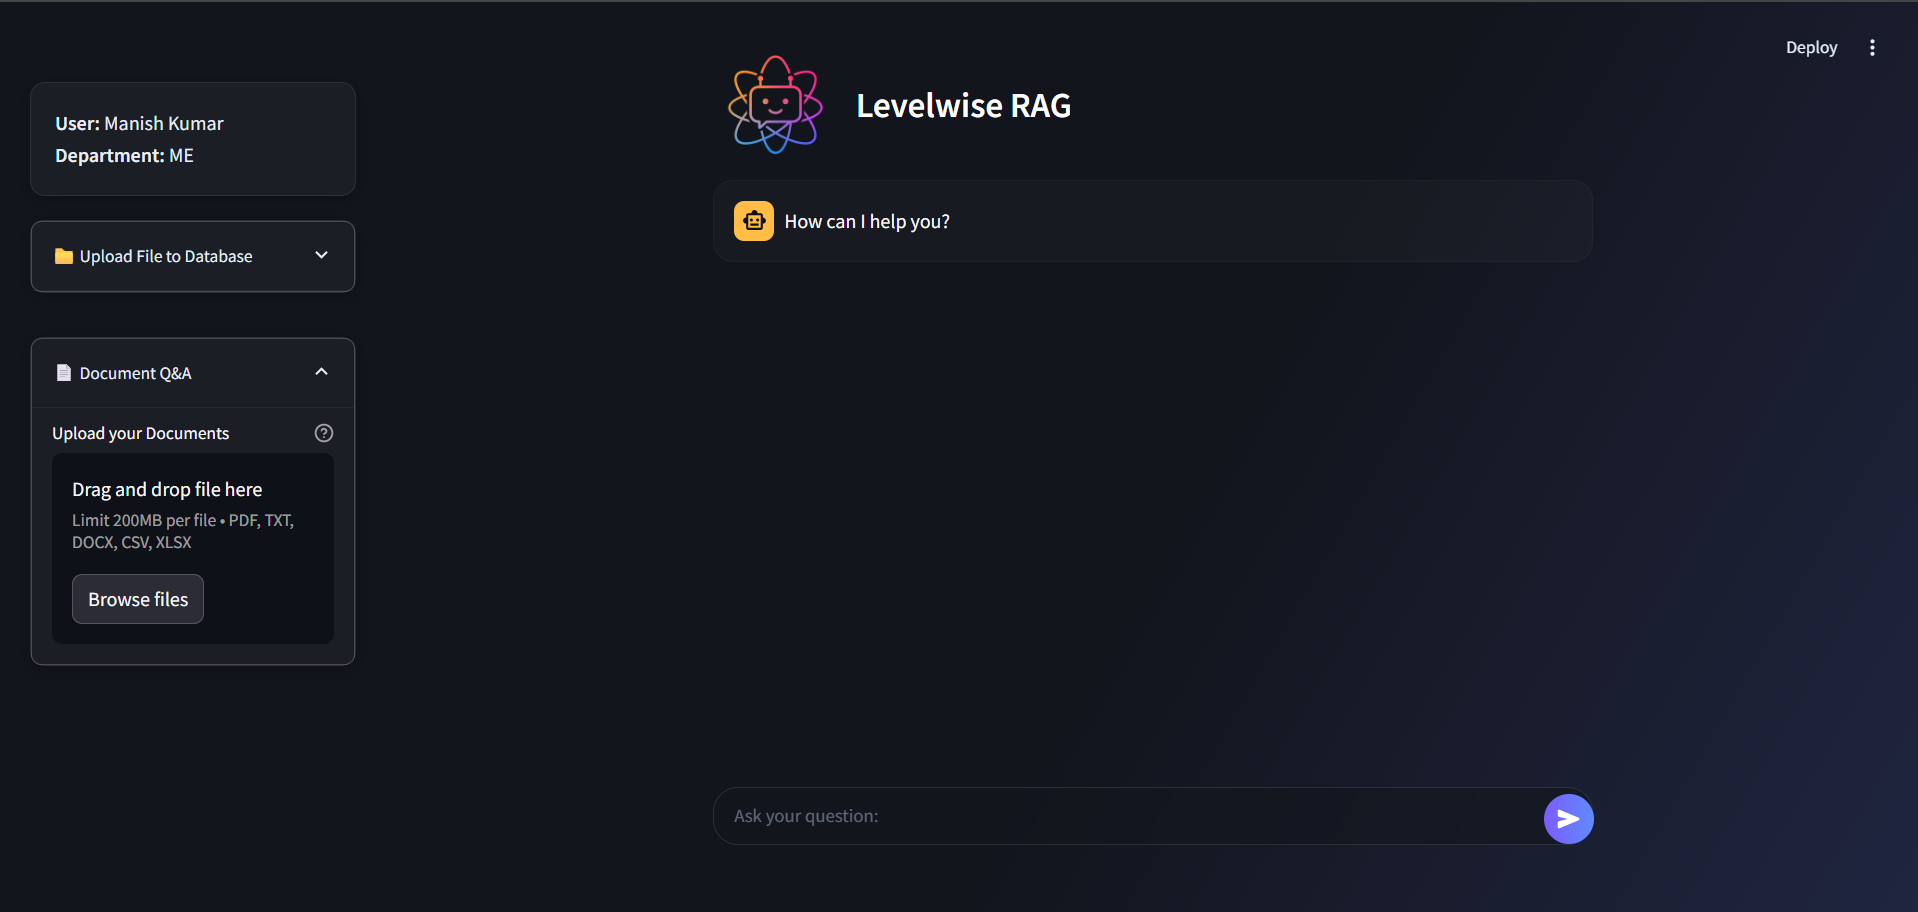 Deploy
User: Manish Kumar
Department: ME
Upload File to Database
Document Q&A
Upload your Documents
Drag and drop file here
Limit 200MB per file • PDF, TXT,
DOCX, CSV, XLSX
Browse files
Levelwise RAG
How can I help you?
Ask your question: